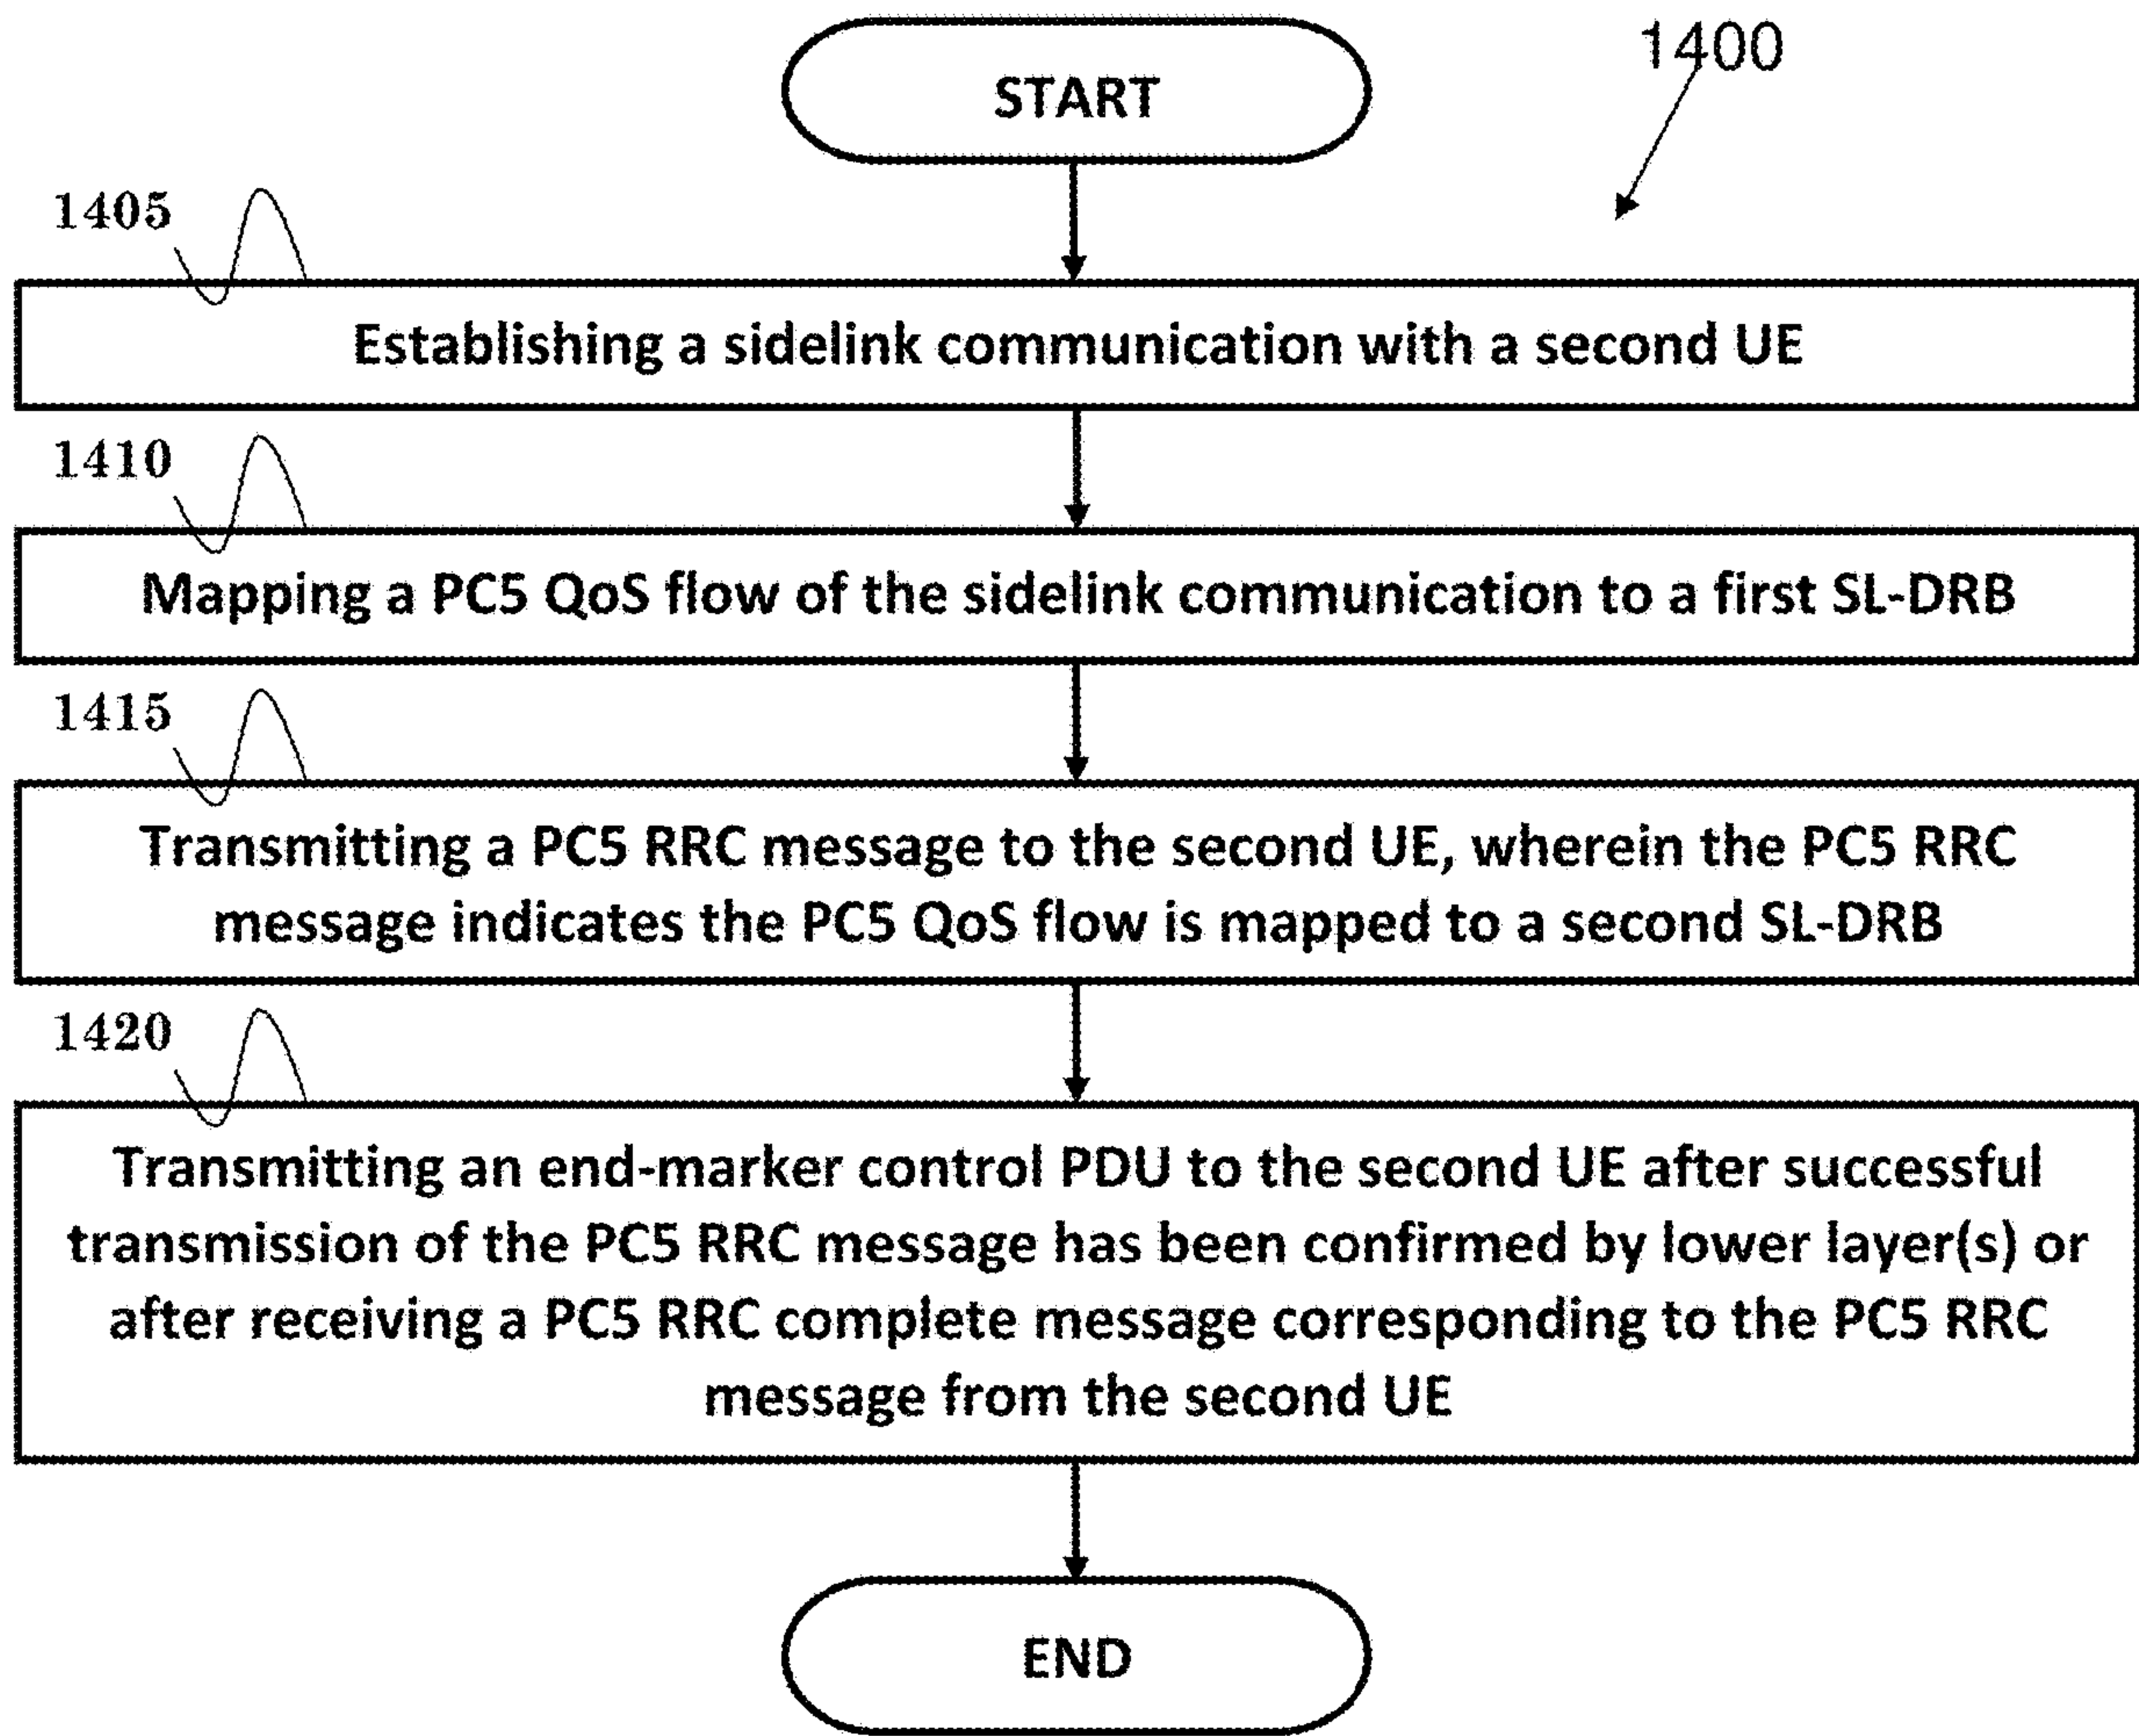 1400
START
1405
Establishing a sidelink communication with a second UE
1410
Mapping a PC5 QoS flow of the sidelink communication to a first SL-DRB
1415
Transmitting a PC5 RRC message to the second UE, wherein the PC5 RRC
message indicates the PC5 QoS flow is mapped to a second SL-DRB
1420
Transmitting an end-marker control PDU to the second UE after successful
transmission of the PC5 RRC message has been confirmed by lower layer(s) or
after receiving a PC5 RRC complete message corresponding to the PC5 RRC
message from the second UE
END